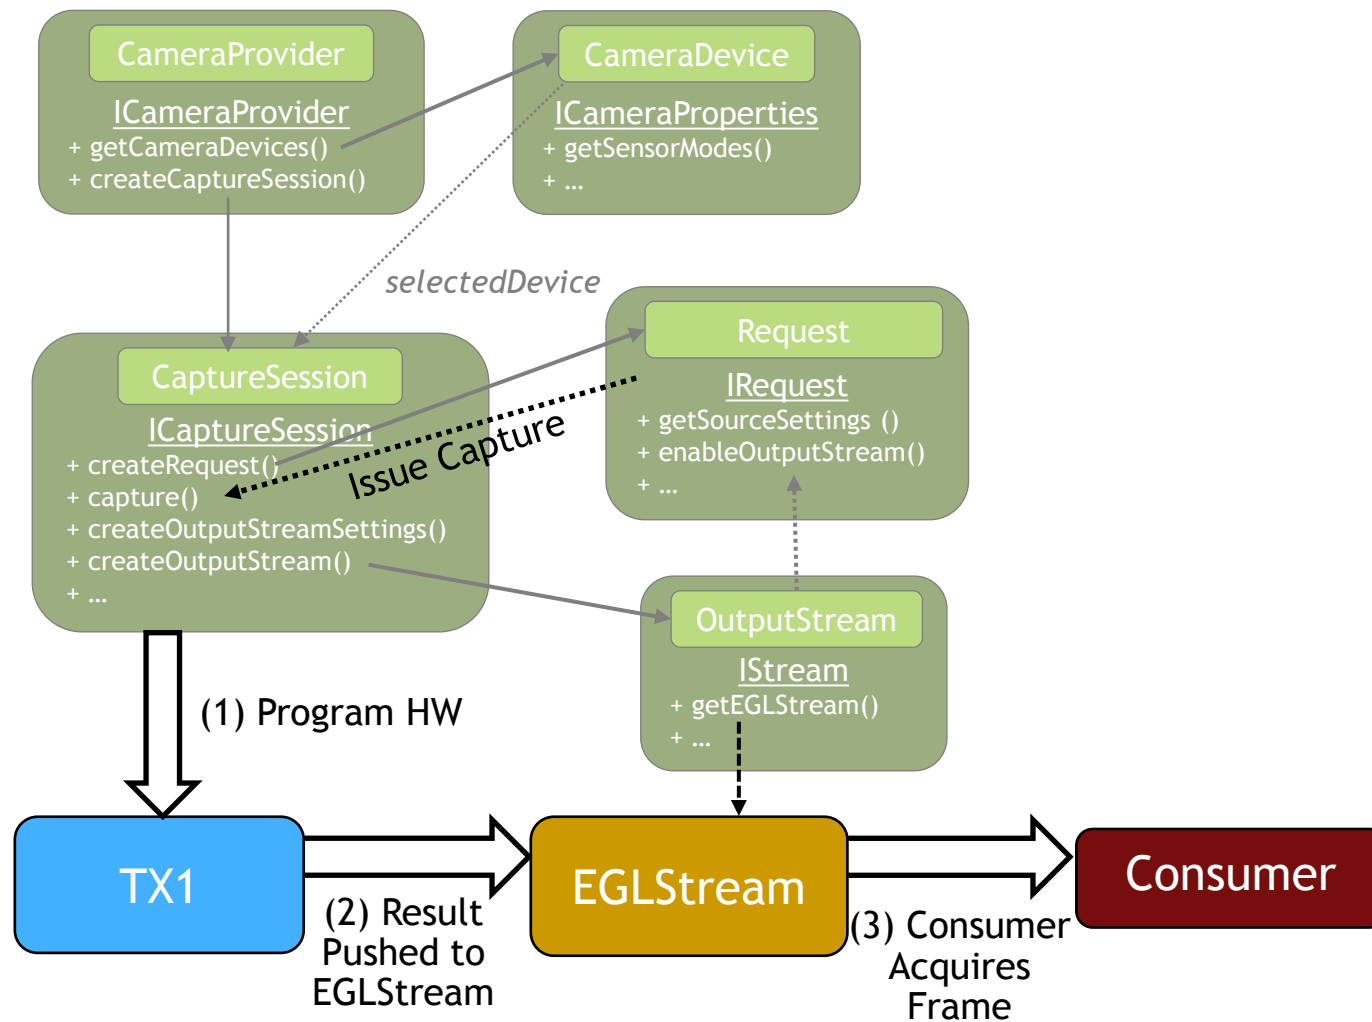 CameraProvider
ICameraProvider
+ getCameraDevices()
+ createCaptureSession()
CameraDevice
ICameraProperties
+ getSensorModes()
+ ...
selectedDevice
CaptureSession
ICaptureSession
+ createRequest()
+ capture()
+ createOutputStreamSettings()
+ createOutputStream()
+ ...
Issue Capture
Request
IRequest
+ getSourceSettings ()
+ enableOutputStream()
+ ...
OutputStream
IStream
+ getEGLStream()
+ ...
(1) Program HW
TX1
(2) Result
Pushed to
EGLStream
EGLStream
(3) Consumer
Acquires
Frame
Consumer